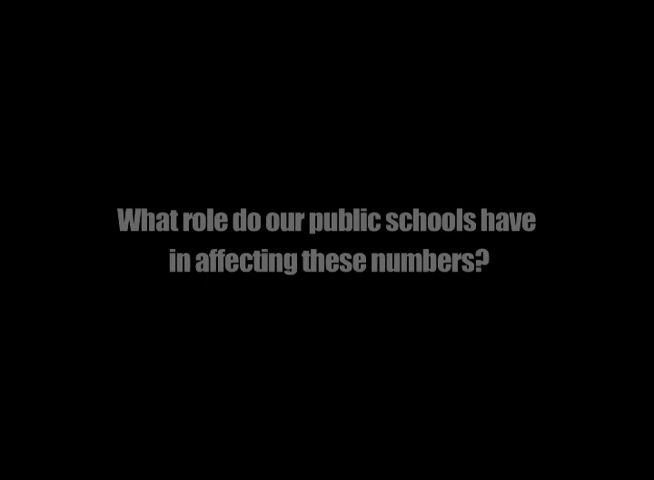 What role do our public schools have
in affecting these numbers?